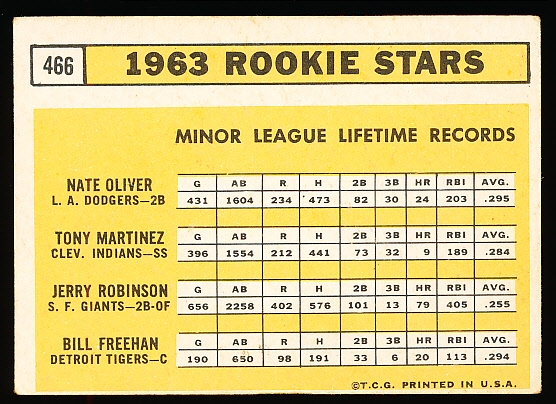 466 1963 ROOKIE STARS
MINOR LEAGUE LIFETIME RECORDS
NATE OLIVER G AB R H 2B 3B HR RBI AVG.
L. A. DODGERS—2B 431 1604 234 473 82 30 24 203 .295
TONY MARTINEZ G AB R H 2B 3B HR RBI AVG.
CLEV. INDIANS—SS 396 1554 212 441 73 32 9 189 .284
JERRY ROBINSON G AB R H 2B 3B HR RBI AVG.
S. F. GIANTS—2B-OF 656 2258 402 576 101 13 79 405 .255
BILL FREEHAN G AB R H 2B 3B HR RBI AVG.
DETROIT TIGERS—C 190 650 98 191 33 6 20 113 .294
©T.C.G. PRINTED IN U.S.A.